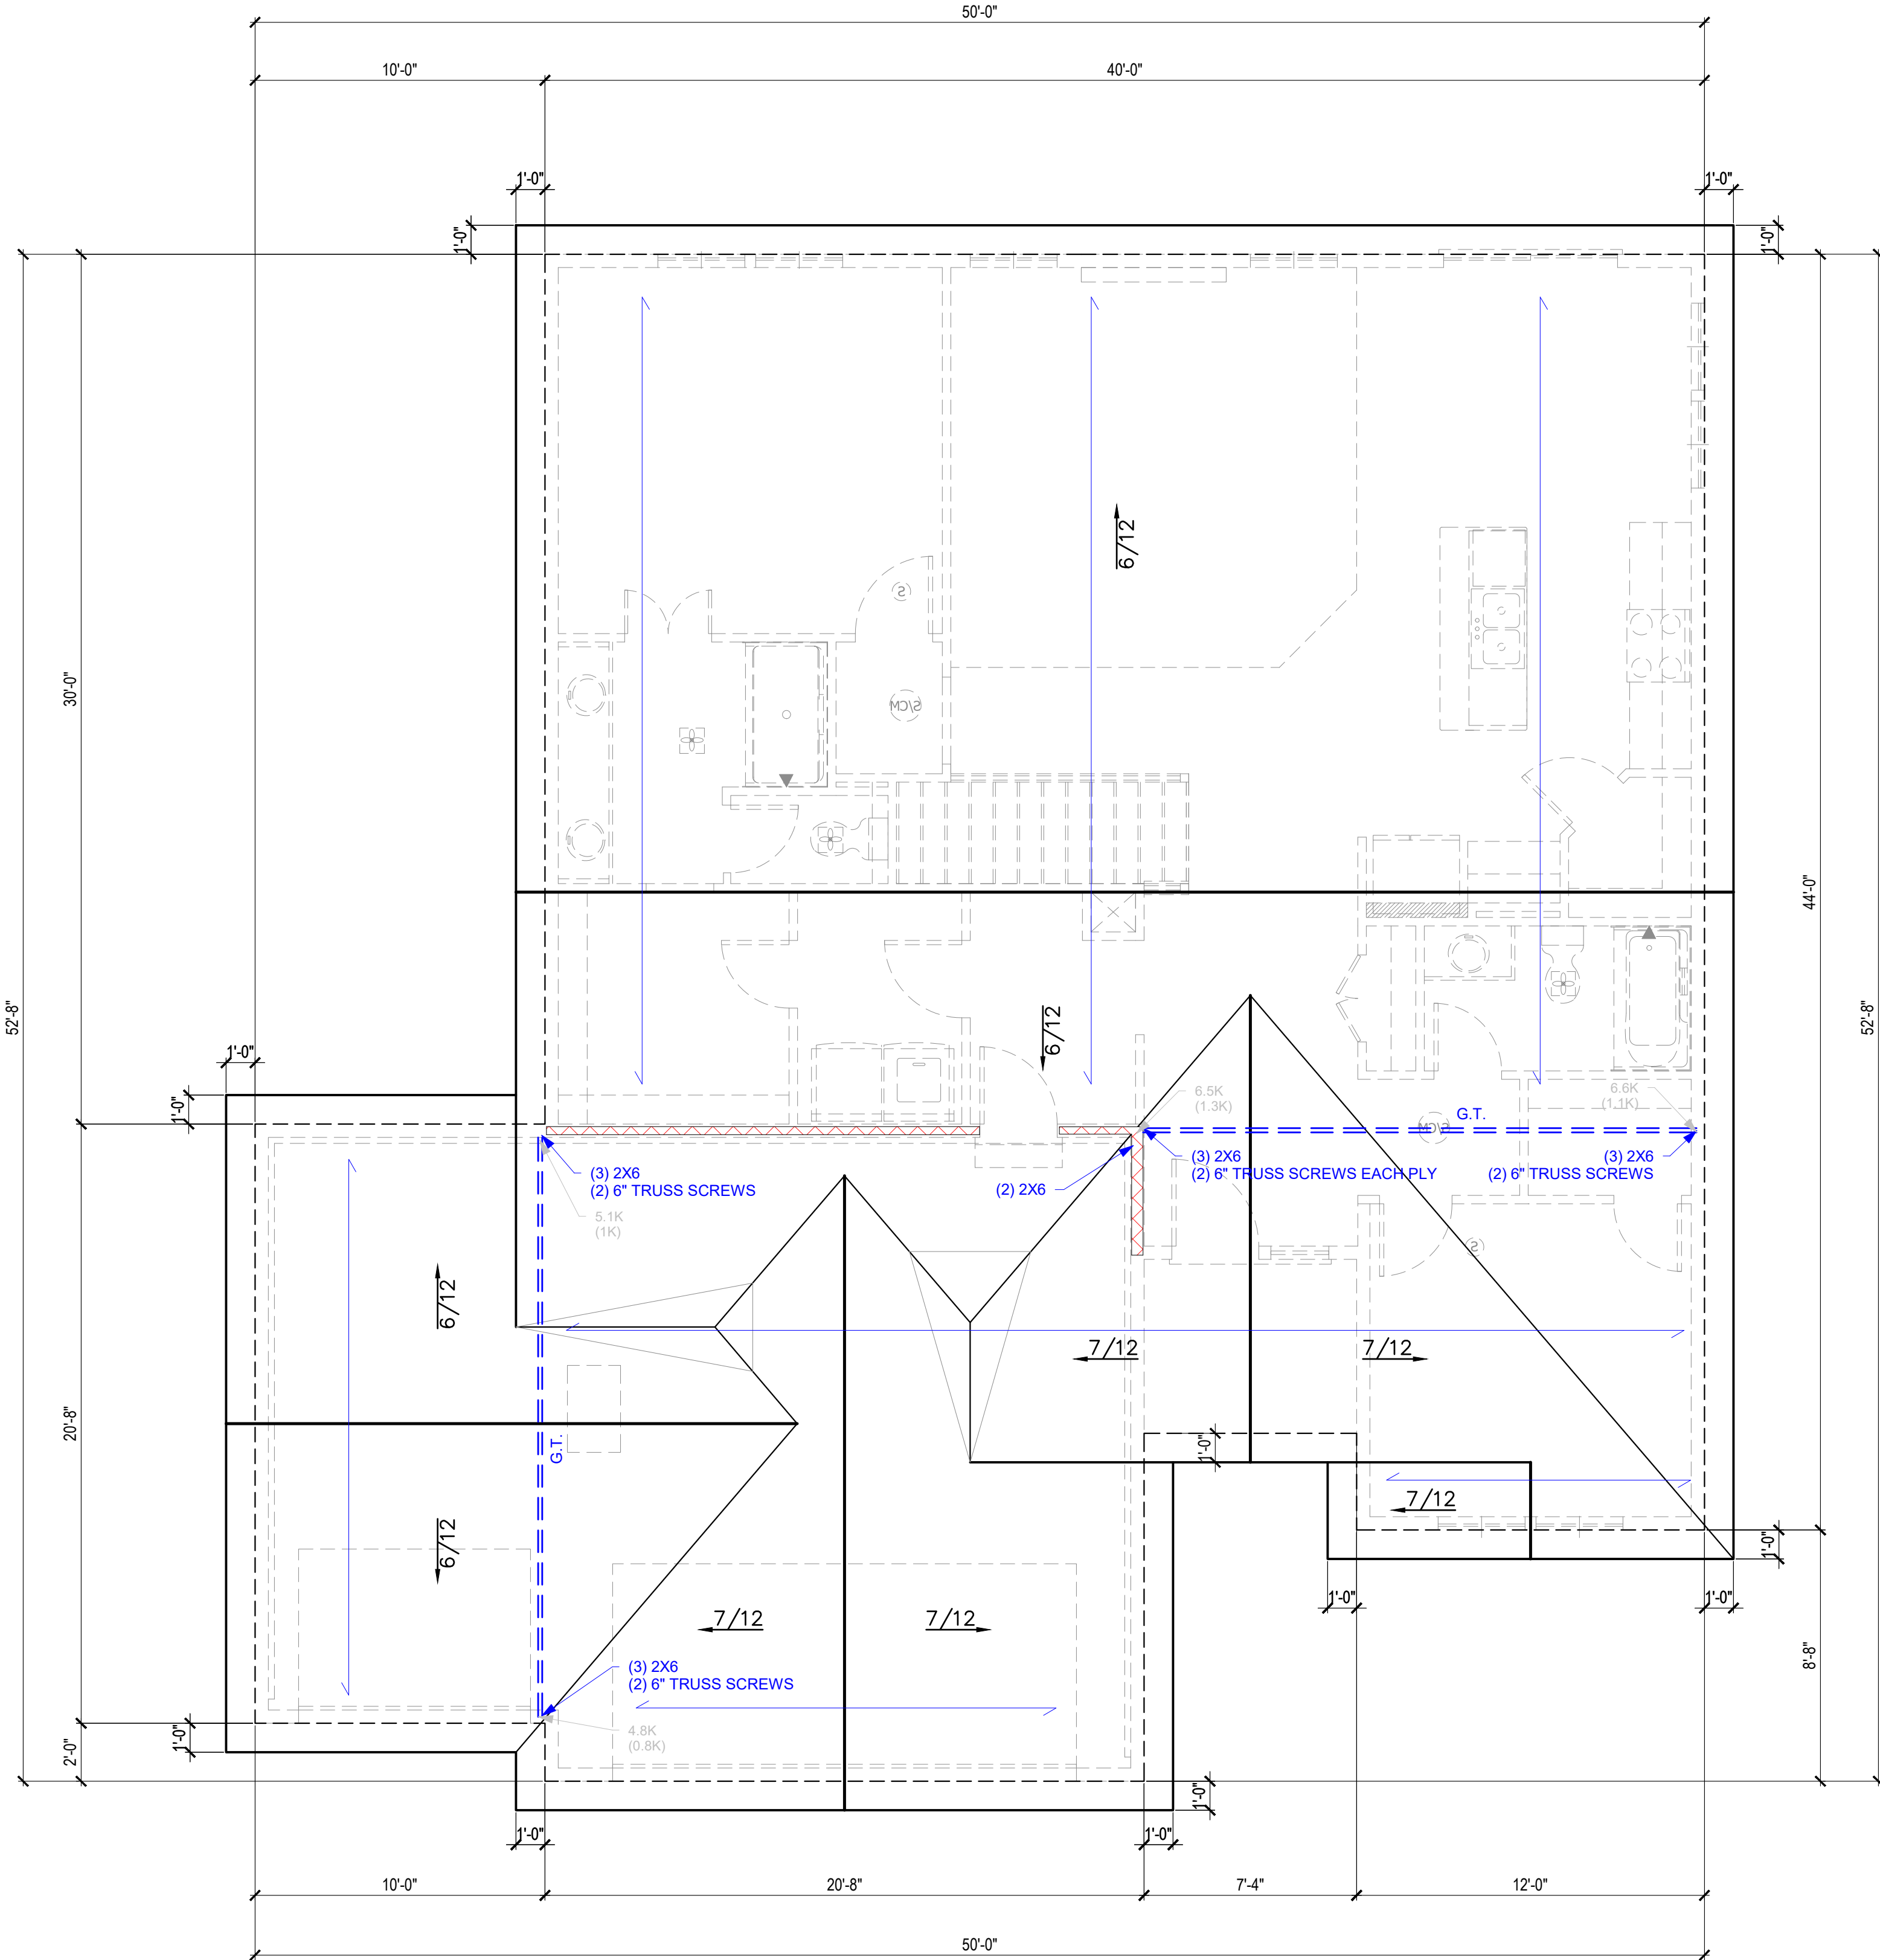 50'-0"
10'-0"
40'-0"
1'-0"
1'-0"
1'-0"
1'-0"
6/12
S
S/CM
30'-0"
44'-0"
52'-8"
52'-8"
6/12
1'-0"
1'-0"
6.5K
(1.3K)
6.6K
(1.1K)
G.T.
S/CM
(3) 2X6
(2) 6" TRUSS SCREWS
(3) 2X6
(2) 6" TRUSS SCREWS EACH PLY
(3) 2X6
(2) 6" TRUSS SCREWS
(2) 2X6
5.1K
(1K)
S
6/12
7/12
7/12
20'-8"
G.T.
1'-0"
7/12
6/12
1'-0"
1'-0"
1'-0"
7/12
7/12
8'-8"
(3) 2X6
(2) 6" TRUSS SCREWS
4.8K
(0.8K)
1'-0"
2'-0"
1'-0"
1'-0"
1'-0"
10'-0"
20'-8"
7'-4"
12'-0"
50'-0"